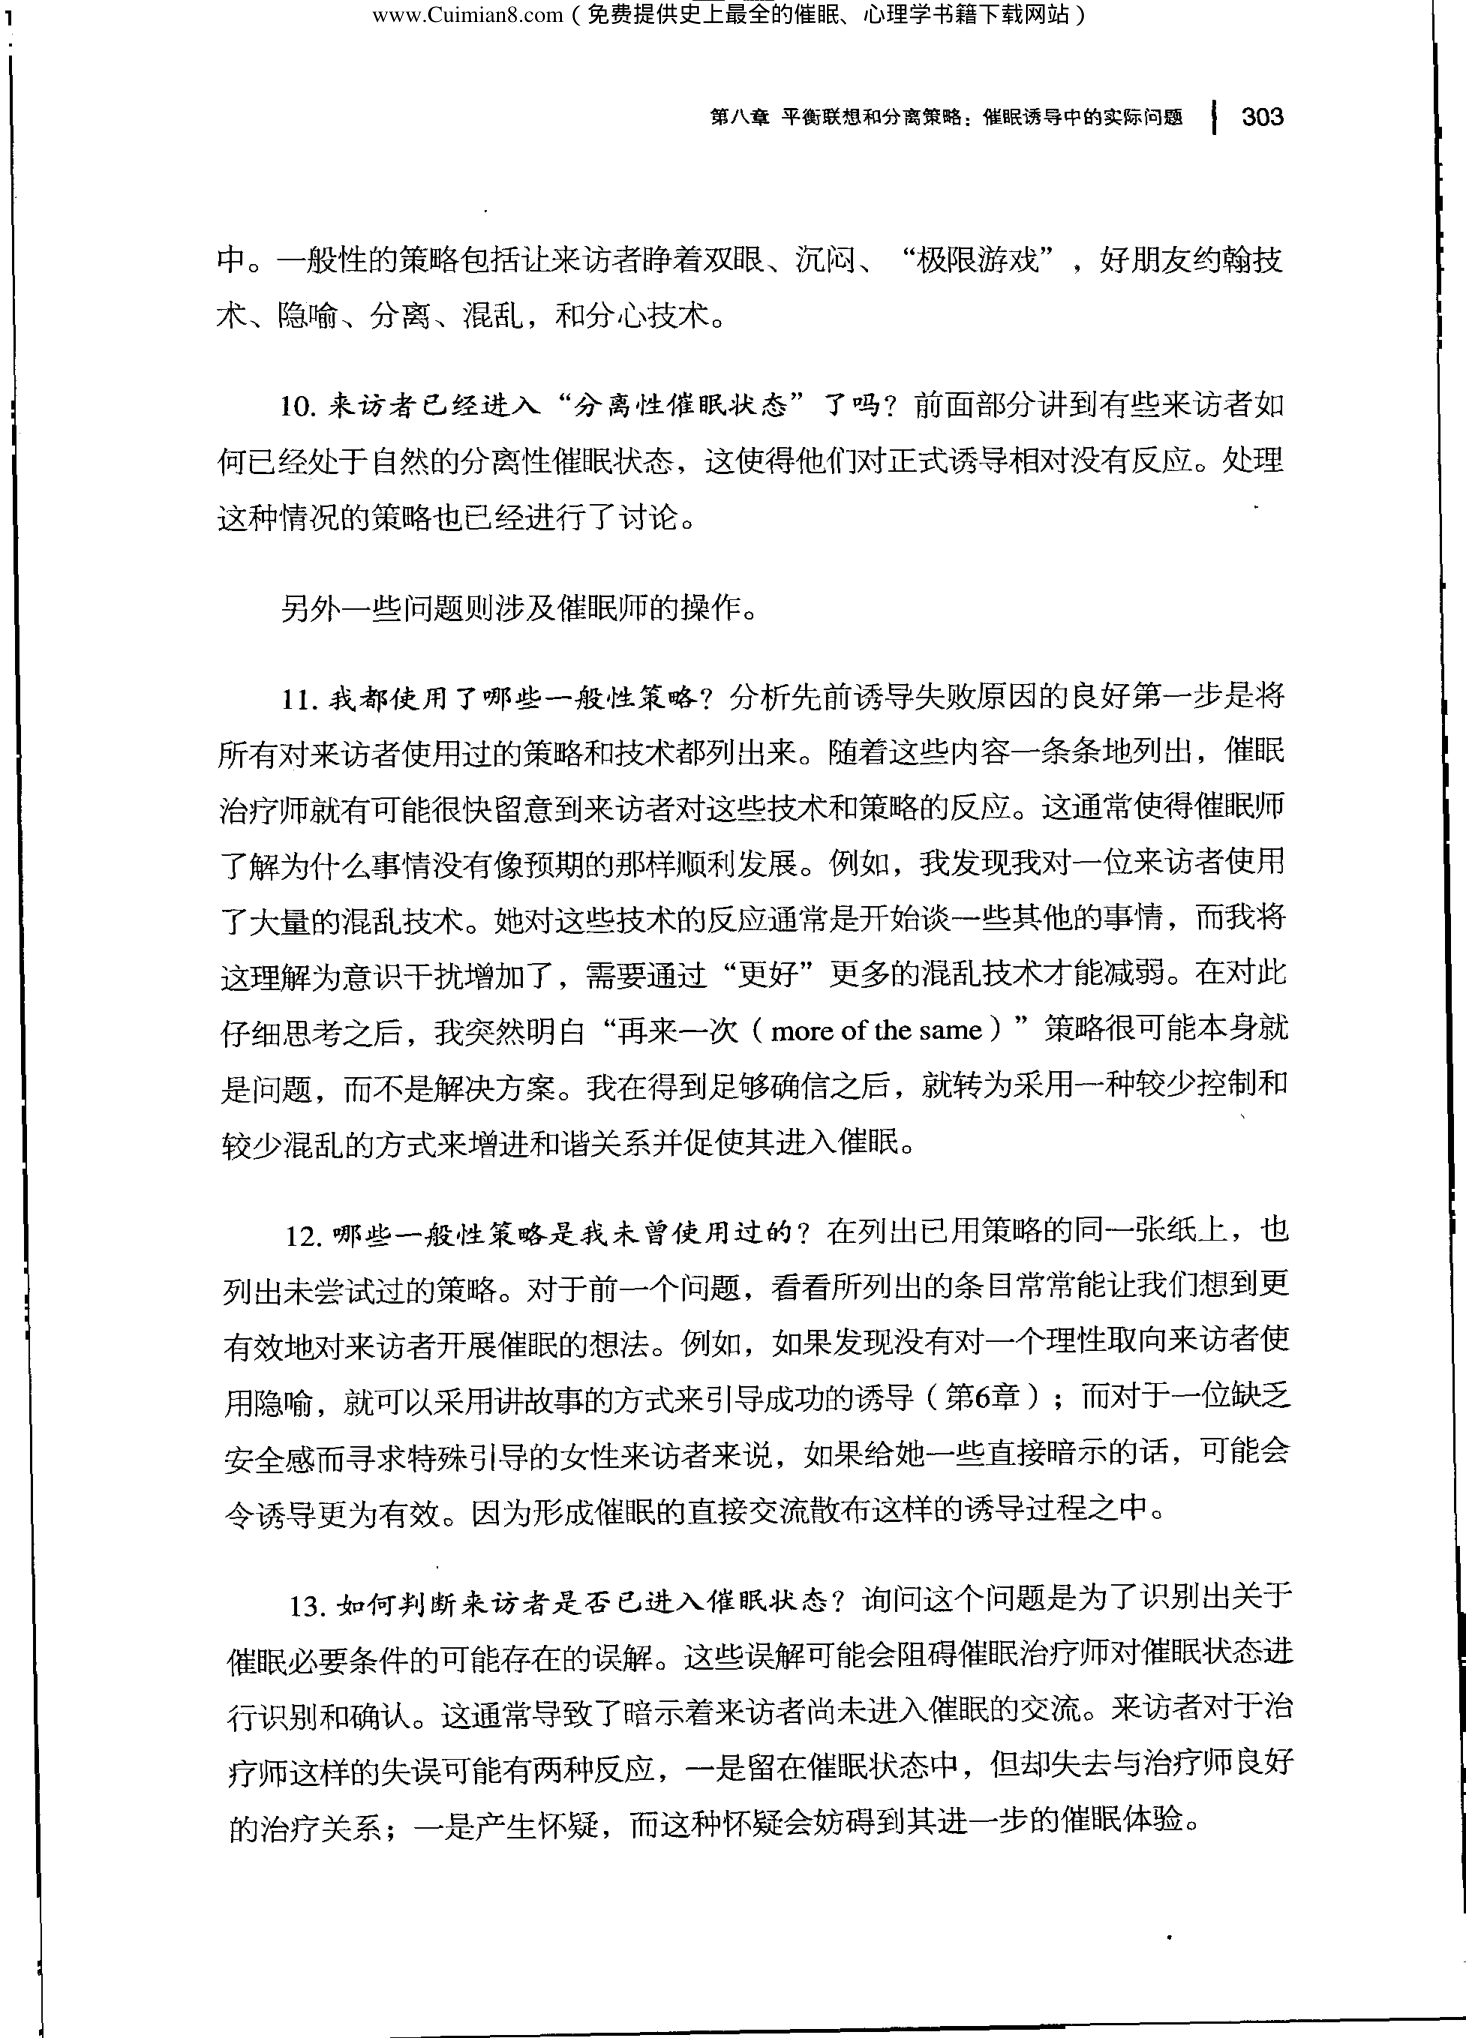 www.Cuimian8.com（免费提供史上最全的催眠、心理学书籍下载网站）
第八章 平衡联想和分离策略：催眠诱导中的实际问题 303
中。一般性的策略包括让来访者睁着双眼、沉闷、“极限游戏”，好朋友约翰技
术、隐喻、分离、混乱，和分心技术。
10. 来访者已经进入“分离性催眠状态”了吗？前面部分讲到有些来访者如
何已经处于自然的分离性催眠状态，这使得他们对正式诱导相对没有反应。处理
这种情况的策略也已经进行了讨论。
另外一些问题则涉及催眠师的操作。
11. 我都使用了哪些一般性策略？分析先前诱导失败原因的良好第一步是将
所有对来访者使用过的策略和技术都列出来。随着这些内容一条条地列出，催眠
治疗师就有可能很快留意到来访者对这些技术和策略的反应。这通常使得催眠师
了解为什么事情没有像预期的那样顺利发展。例如，我发现我对一位来访者使用
了大量的混乱技术。她对这些技术的反应通常是开始谈一些其他的事情，而我将
这理解为意识干扰增加了，需要通过“更好”更多的混乱技术才能减弱。在对此
仔细思考之后，我突然明白“再来一次（more of the same）”策略很可能本身就
是问题，而不是解决方案。我在得到足够确信之后，就转为采用一种较少控制和
较少混乱的方式来增进和谐关系并促使其进入催眠。
12. 哪些一般性策略是我未曾使用过的？在列出已用策略的同一张纸上，也
列出未尝试过的策略。对于前一个问题，看看所列出的条目常常能让我们想到更
有效地对来访者开展催眠的想法。例如，如果发现没有对一个理性取向来访者使
用隐喻，就可以采用讲故事的方式来引导成功的诱导（第6章）；而对于一位缺乏
安全感而寻求特殊引导的女性来访者来说，如果给她一些直接暗示的话，可能会
令诱导更为有效。因为形成催眠的直接交流散布这样的诱导过程之中。
13. 如何判断来访者是否已进入催眠状态？询问这个问题是为了识别出关于
催眠必要条件的可能存在的误解。这些误解可能会阻碍催眠治疗师对催眠状态进
行识别和确认。这通常导致了暗示着来访者尚未进入催眠的交流。来访者对于治
疗师这样的失误可能有两种反应，一是留在催眠状态中，但却失去与治疗师良好
的治疗关系；一是产生怀疑，而这种怀疑会妨碍到其进一步的催眠体验。